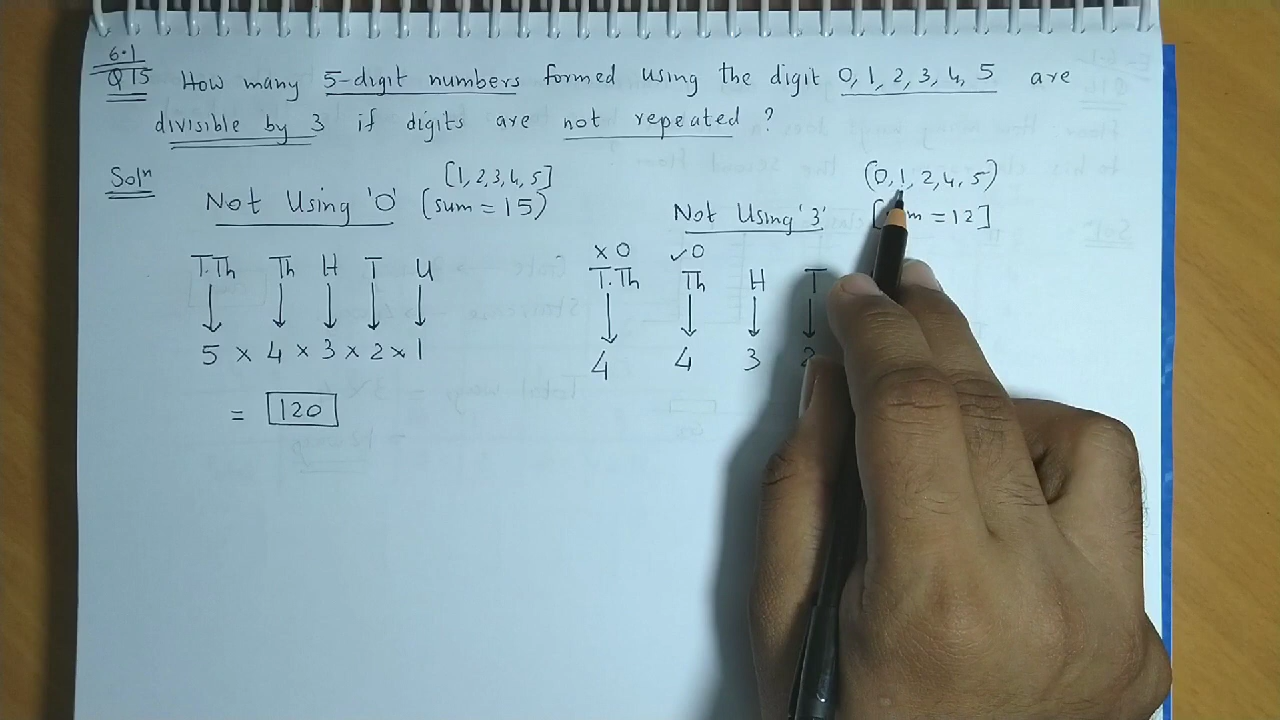 6.1
Q15 How many 5-digit numbers formed using the digit 0, 1, 2, 3, 4, 5 are
divisible by 3 if digits are not repeated ?
Solⁿ
[1, 2, 3, 4, 5]
Not Using '0' (sum = 15)
T.Th Th H T U
5 × 4 × 3 × 2 × 1
= 120
(0, 1, 2, 4, 5)
Not Using '3' = 12]
× 0 ✓0
T.Th Th H T
4 4 3 2